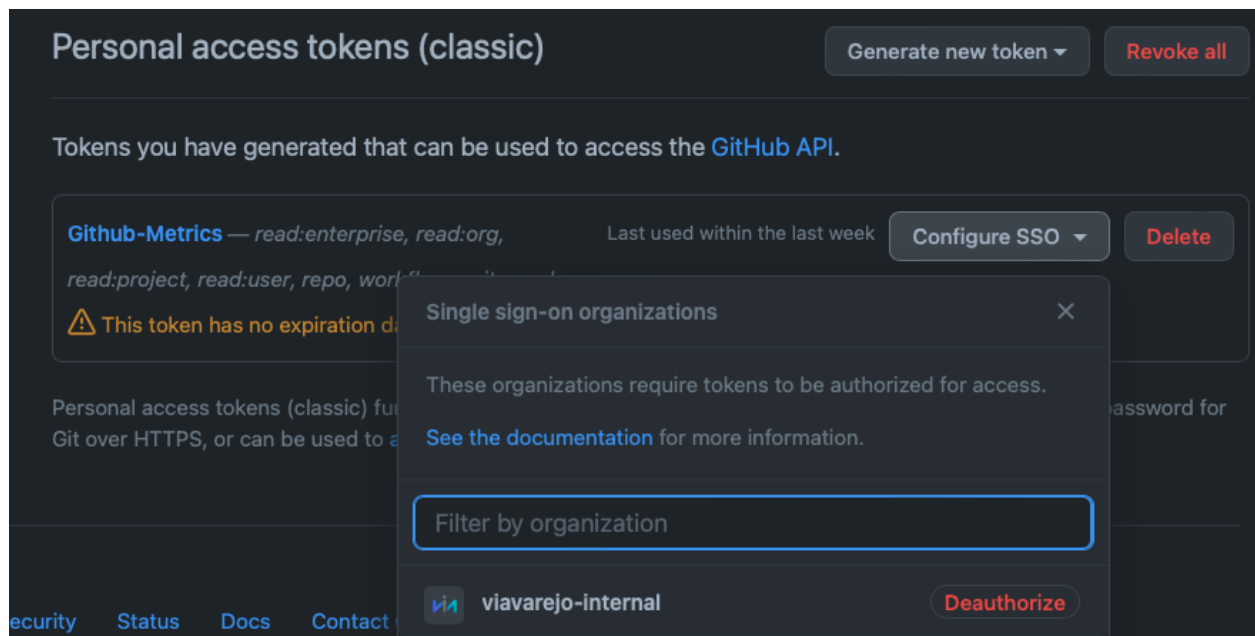 Personal access tokens (classic)
Generate new token
Revoke all
Tokens you have generated that can be used to access the GitHub API.
Github-Metrics — read:enterprise, read:org,
Last used within the last week
Configure SSO
Delete
read:project, read:user, repo,
This token has no expiration
Single sign-on organizations
These organizations require tokens to be authorized for access.
See the documentation for more information.
Personal access tokens (classic)
password for
Git over HTTPS, or can be used to
Filter by organization
viavarejo-internal
Deauthorize
via
ecurity
Status
Docs
Contact